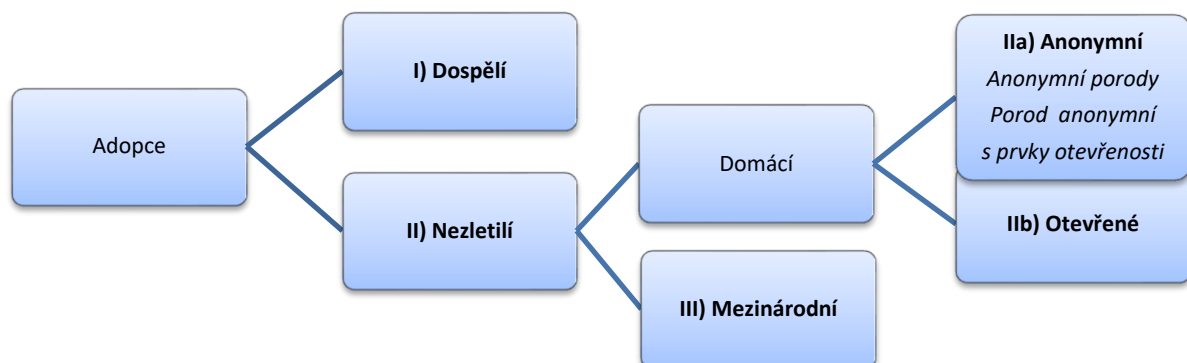 Adopce
I) Dospělí
II) Nezletilí
Domácí
III) Mezinárodní
IIa) Anonymní
Anonymní porody
Porod anonymní
s prvky otevřenosti
IIb) Otevřené